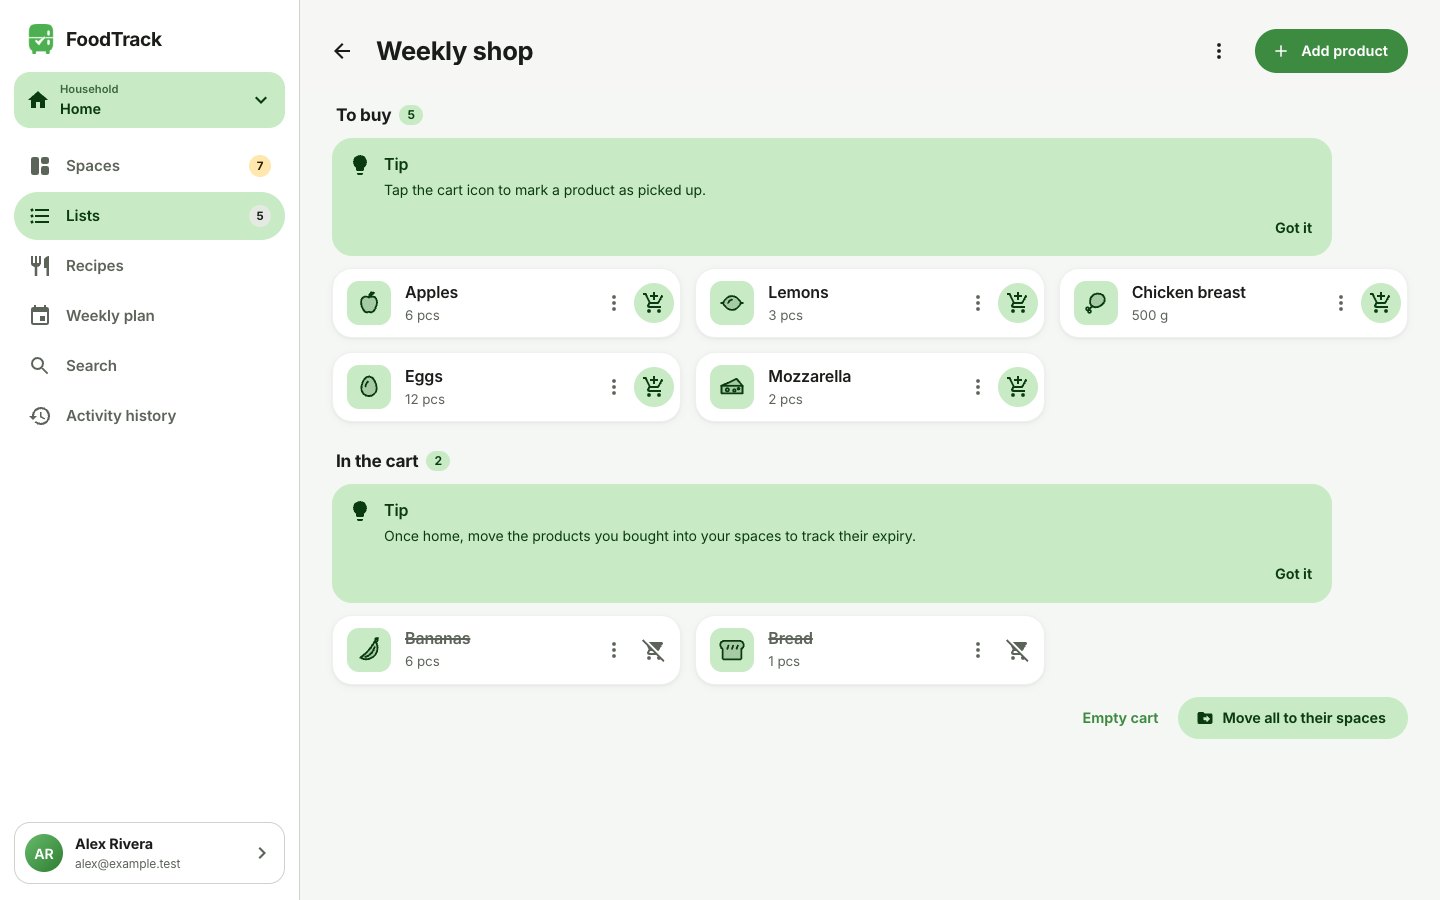 FoodTrack
Household
Home
Spaces 7
Lists 5
Recipes
Weekly plan
Search
Activity history
AR
Alex Rivera
alex@example.test
Weekly shop
Add product
To buy 5
Tip
Tap the cart icon to mark a product as picked up.
Got it
Apples
6 pcs
Lemons
3 pcs
Chicken breast
500 g
Eggs
12 pcs
Mozzarella
2 pcs
In the cart 2
Tip
Once home, move the products you bought into your spaces to track their expiry.
Got it
Bananas
6 pcs
Bread
1 pcs
Empty cart
Move all to their spaces